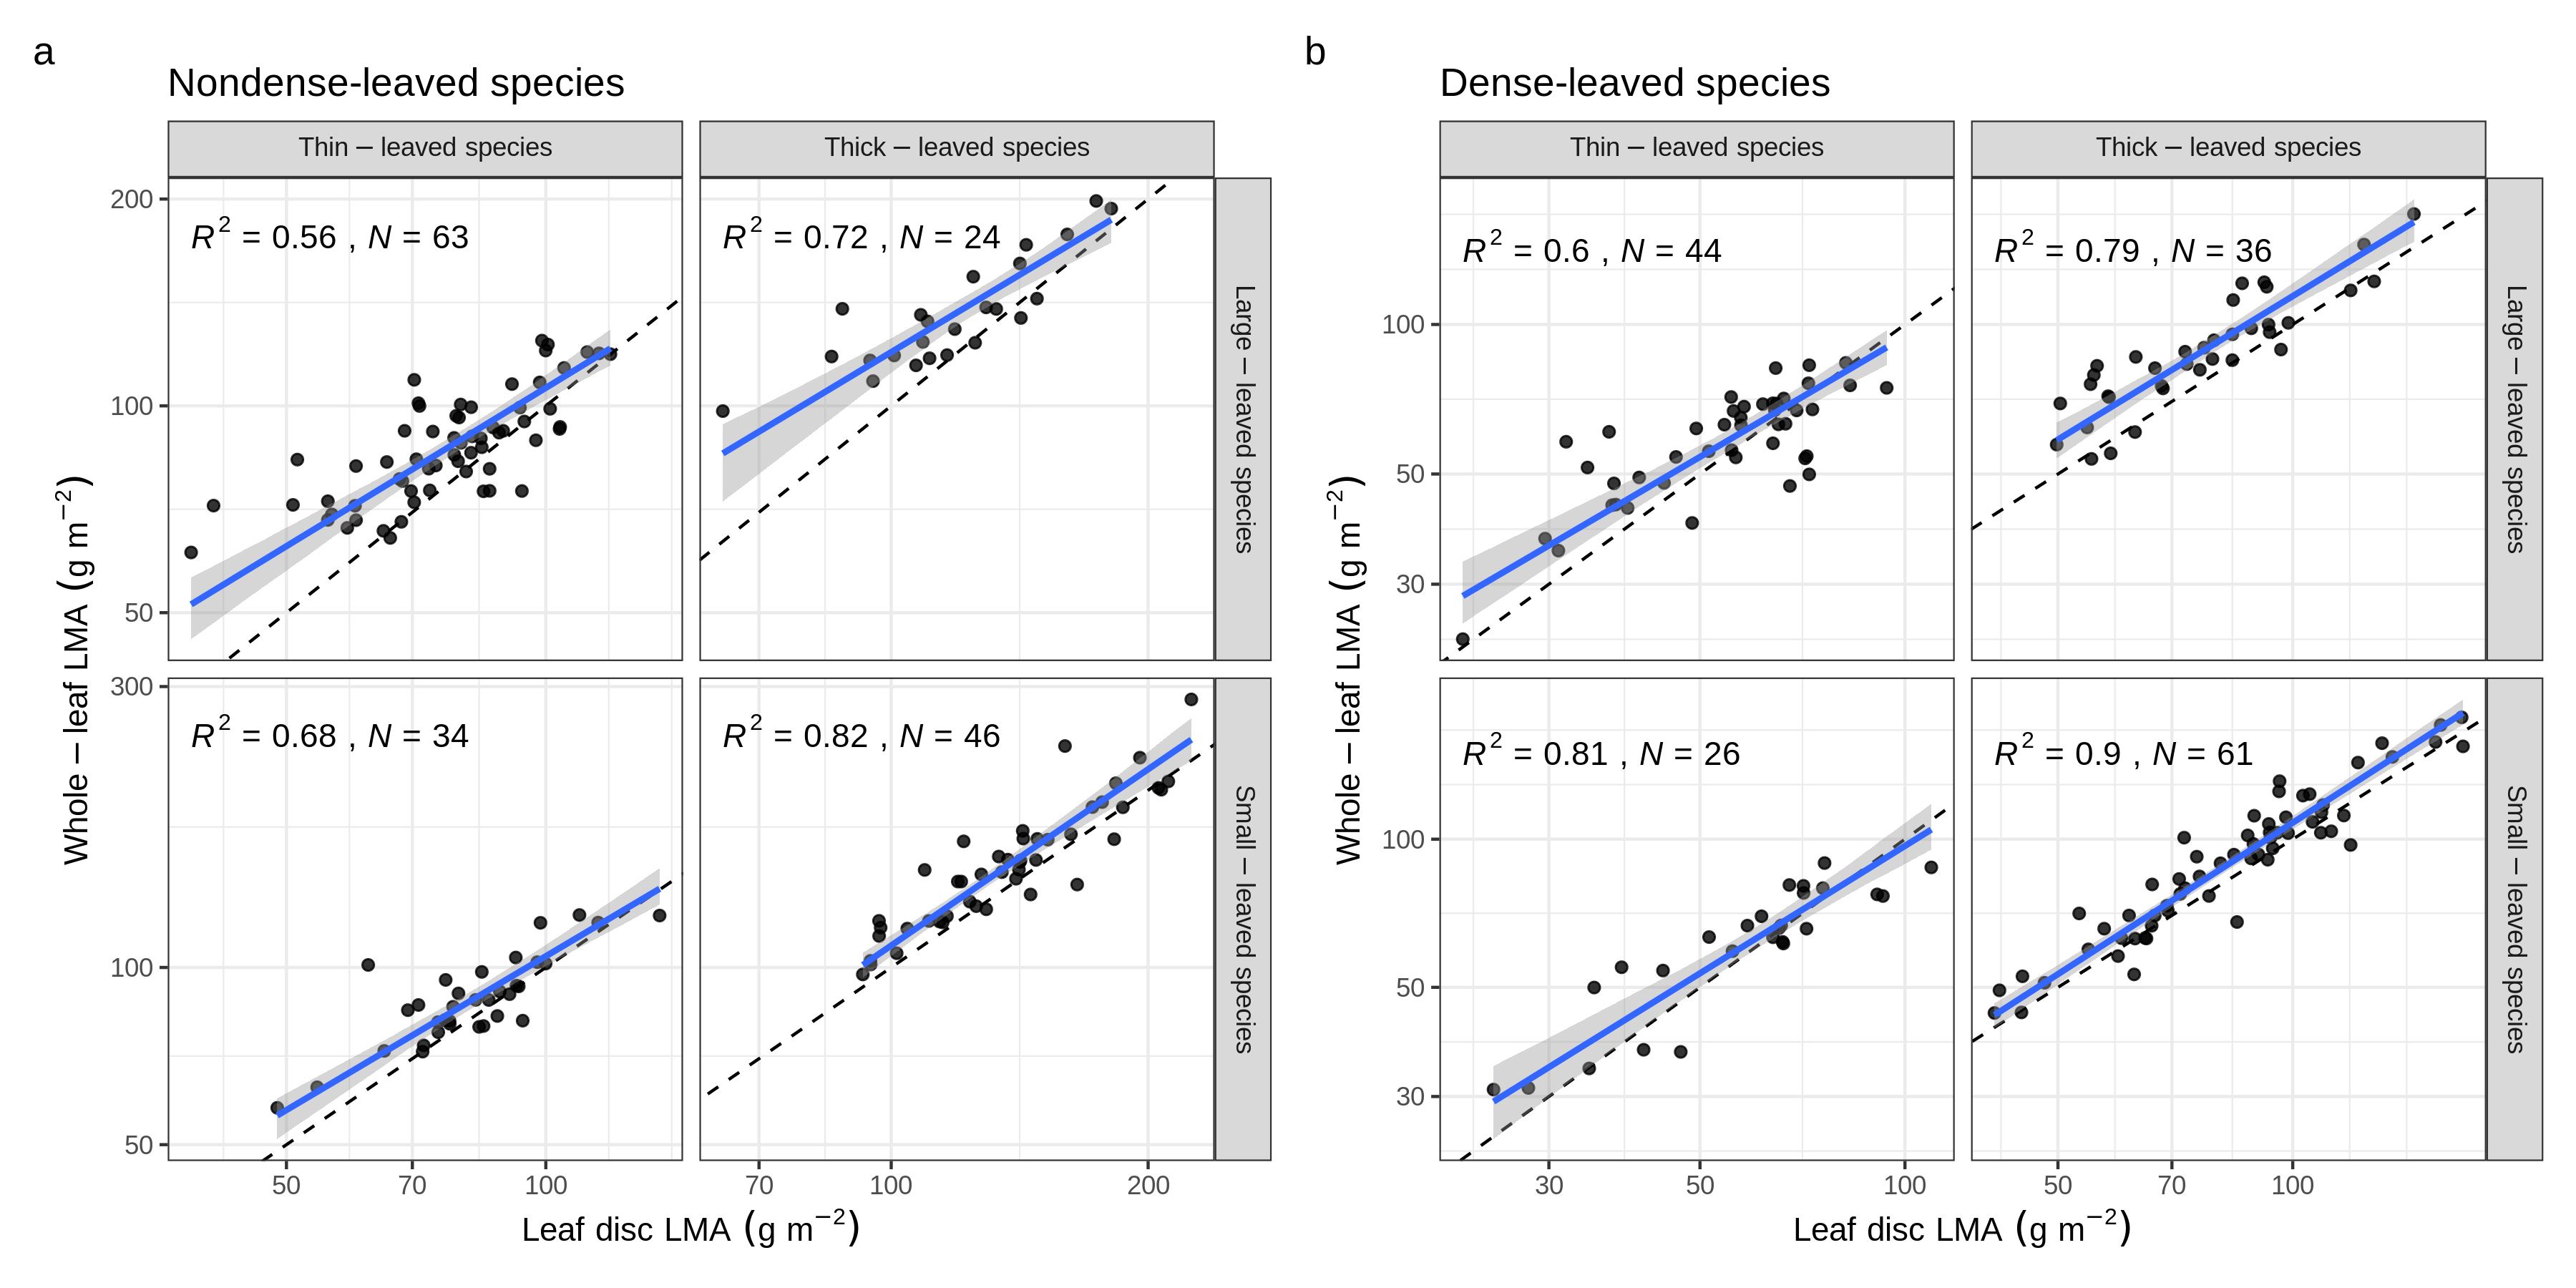 a
Nondense-leaved species
Thin − leaved species
Thick − leaved species
R² = 0.56 , N = 63
R² = 0.72 , N = 24
Large − leaved species
200
100
50
R² = 0.68 , N = 34
R² = 0.82 , N = 46
Small − leaved species
300
100
50
50 70 100
70 100 200
Whole − leaf LMA (g m⁻²)
Leaf disc LMA (g m⁻²)
b
Dense-leaved species
Thin − leaved species
Thick − leaved species
R² = 0.6 , N = 44
R² = 0.79 , N = 36
Large − leaved species
100
50
30
R² = 0.81 , N = 26
R² = 0.9 , N = 61
Small − leaved species
100
50
30
30 50 100
50 70 100
Whole − leaf LMA (g m⁻²)
Leaf disc LMA (g m⁻²)